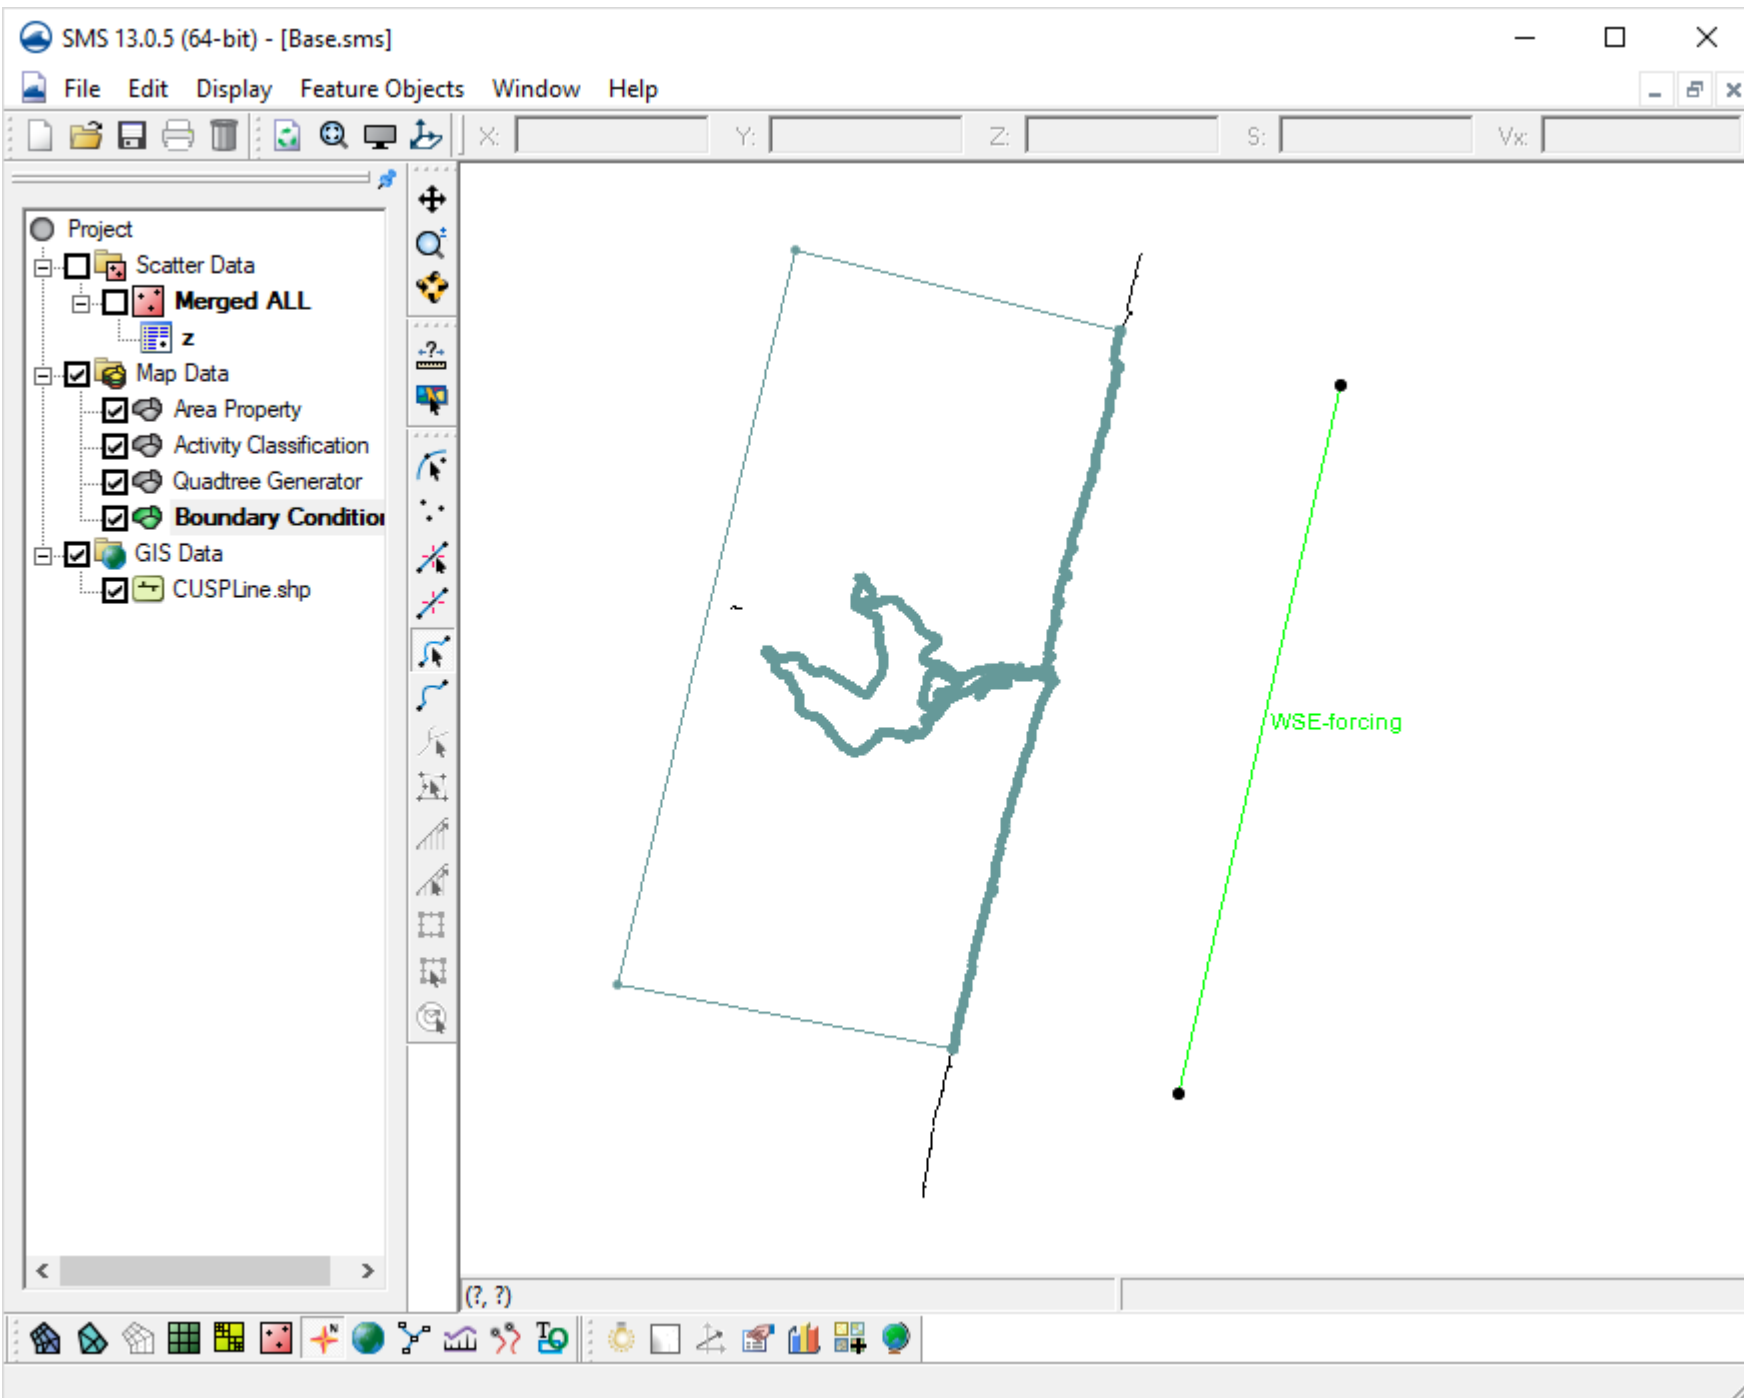 SMS 13.0.5 (64-bit) - [Base.sms]
File Edit Display Feature Objects Window Help
X: Y: Z: S: Vx:
Project
Scatter Data
Merged ALL
z
Map Data
Area Property
Activity Classification
Quadtree Generator
Boundary Conditio
GIS Data
CUSPLine.shp
WSE-forcing
(?, ?)